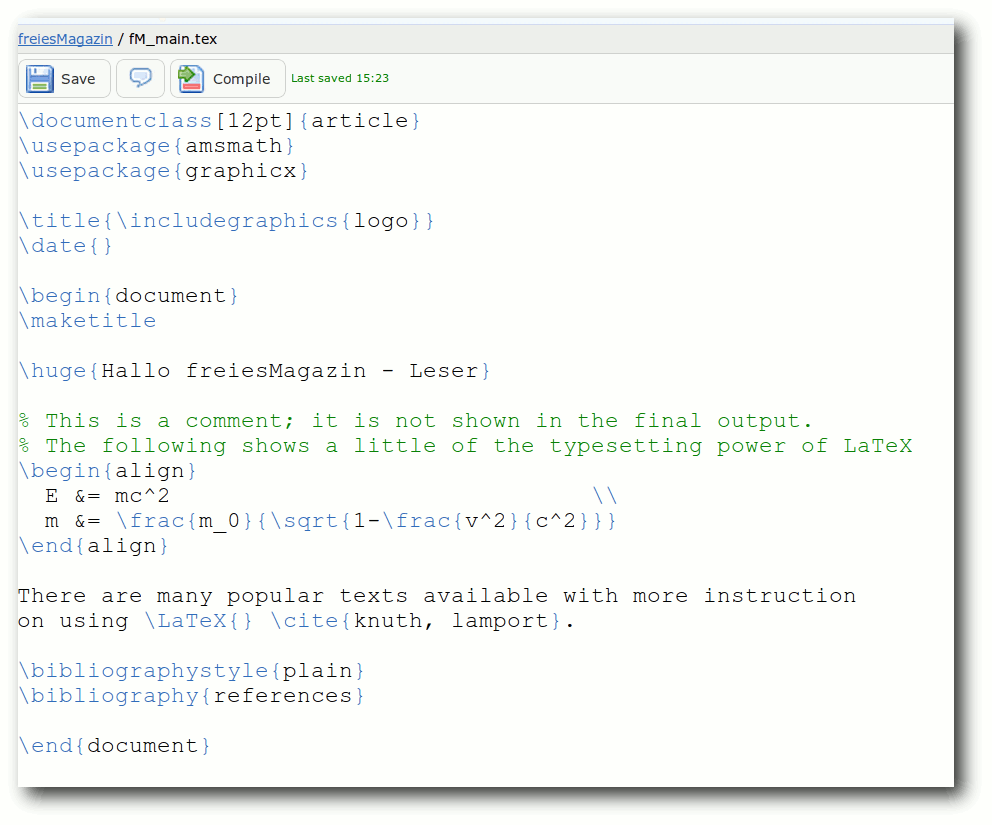 freiesMagazin / fM_main.tex
Save Compile Last saved 15:23
\documentclass[12pt]{article}
\usepackage{amsmath}
\usepackage{graphicx}
\title{\includegraphics{logo}}
\date{}
\begin{document}
\maketitle
\huge{Hallo freiesMagazin - Leser}
% This is a comment; it is not shown in the final output.
% The following shows a little of the typesetting power of LaTeX
\begin{align}
  E &= mc^2                              \\
  m &= \frac{m_0}{\sqrt{1-\frac{v^2}{c^2}}}
\end{align}
There are many popular texts available with more instruction
on using \LaTeX{} \cite{knuth, lamport}.
\bibliographystyle{plain}
\bibliography{references}
\end{document}